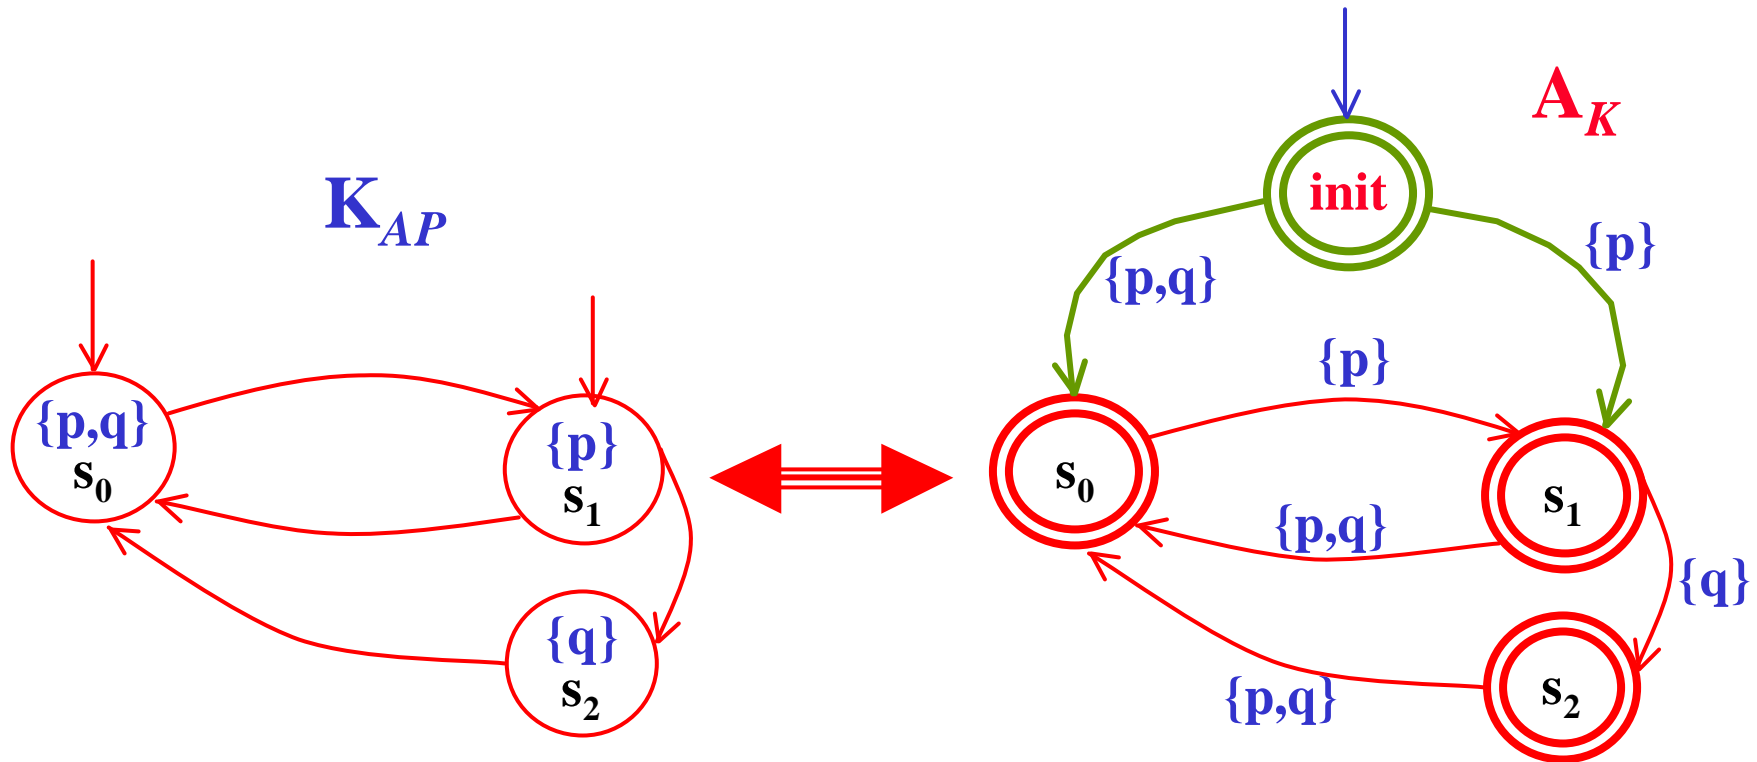 K_AP
{p,q}
s_0
{p}
s_1
{q}
s_2
A_K
init
{p,q}
{p}
{p}
s_0
s_1
{p,q}
{q}
s_2
{p,q}